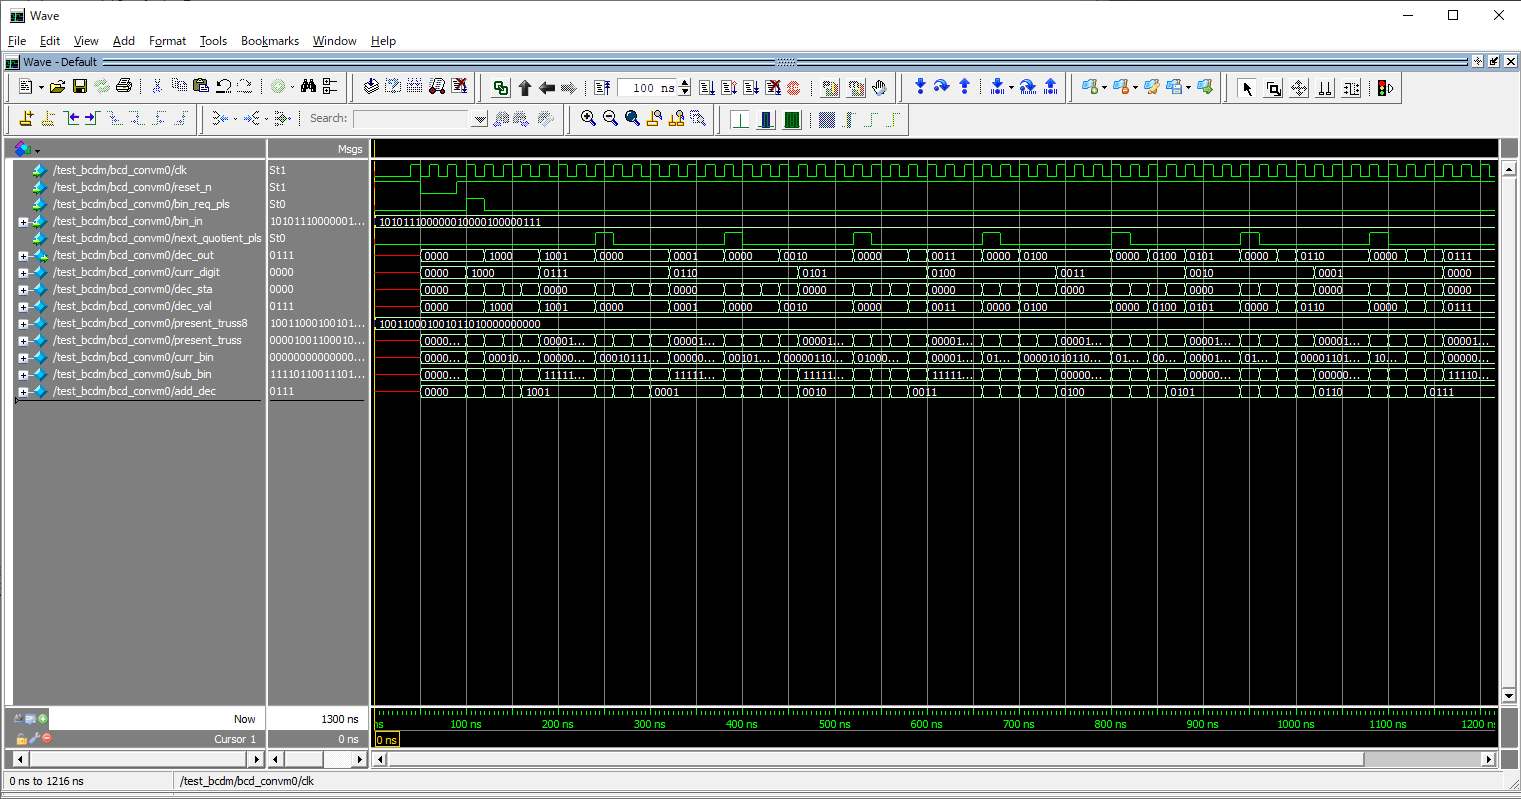 Wave
File Edit View Add Format Tools Bookmarks Window Help
Wave - Default
100 ns
Search:
Msgs
/test_bcdm/bcd_convm0/clk St1
/test_bcdm/bcd_convm0/reset_n St1
/test_bcdm/bcd_convm0/bin_req_pls St0
/test_bcdm/bcd_convm0/bin_in 10101110000001... 101011100000010000100000111
/test_bcdm/bcd_convm0/next_quotient_pls St0
/test_bcdm/bcd_convm0/dec_out 0111 0000 1000 1001 0000 0001 0000 0010 0000 0011 0000 0100 0000 0100 0101 0000 0110 0000 0111
/test_bcdm/bcd_convm0/curr_digit 0000 0000 1000 0111 0110 0101 0100 0011 0010 0001 0000
/test_bcdm/bcd_convm0/dec_sta 0000 0000 0000 0000 0000 0000 0000 0000 0000 0000
/test_bcdm/bcd_convm0/dec_val 0111 0000 1000 1001 0000 0001 0000 0010 0000 0011 0000 0100 0000 0100 0101 0000 0110 0000 0111
/test_bcdm/bcd_convm0/present_truss8 10011000100101... 100110001001011010000000000
/test_bcdm/bcd_convm0/present_truss 00001001100010... 0000... 00001... 00001... 00001... 00001... 00001... 00001... 00001... 0000...
/test_bcdm/bcd_convm0/curr_bin 00000000000000... 0000... 00010... 00000... 00010111... 00000... 00101... 00000110... 01000... 00001... 01... 00001010110... 01... 00... 00001... 01... 00001101... 10... 00000...
/test_bcdm/bcd_convm0/sub_bin 11110110011101... 0000... 11111... 11111... 11111... 11111... 00000... 00000... 00000... 11110...
/test_bcdm/bcd_convm0/add_dec 0111 0000 1001 0001 0010 0011 0100 0101 0110 0111
Now 1300 ns
ns 100 ns 200 ns 300 ns 400 ns 500 ns 600 ns 700 ns 800 ns 900 ns 1000 ns 1100 ns 1200 ns
Cursor 1 0 ns 0 ns
0 ns to 1216 ns /test_bcdm/bcd_convm0/clk